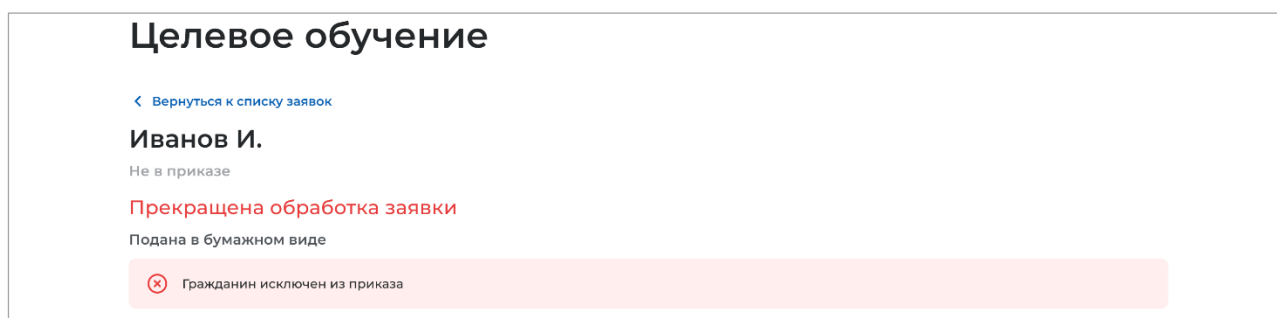 Целевое обучение
Вернуться к списку заявок
Иванов И.
Не в приказе
Прекращена обработка заявки
Подана в бумажном виде
Гражданин исключен из приказа